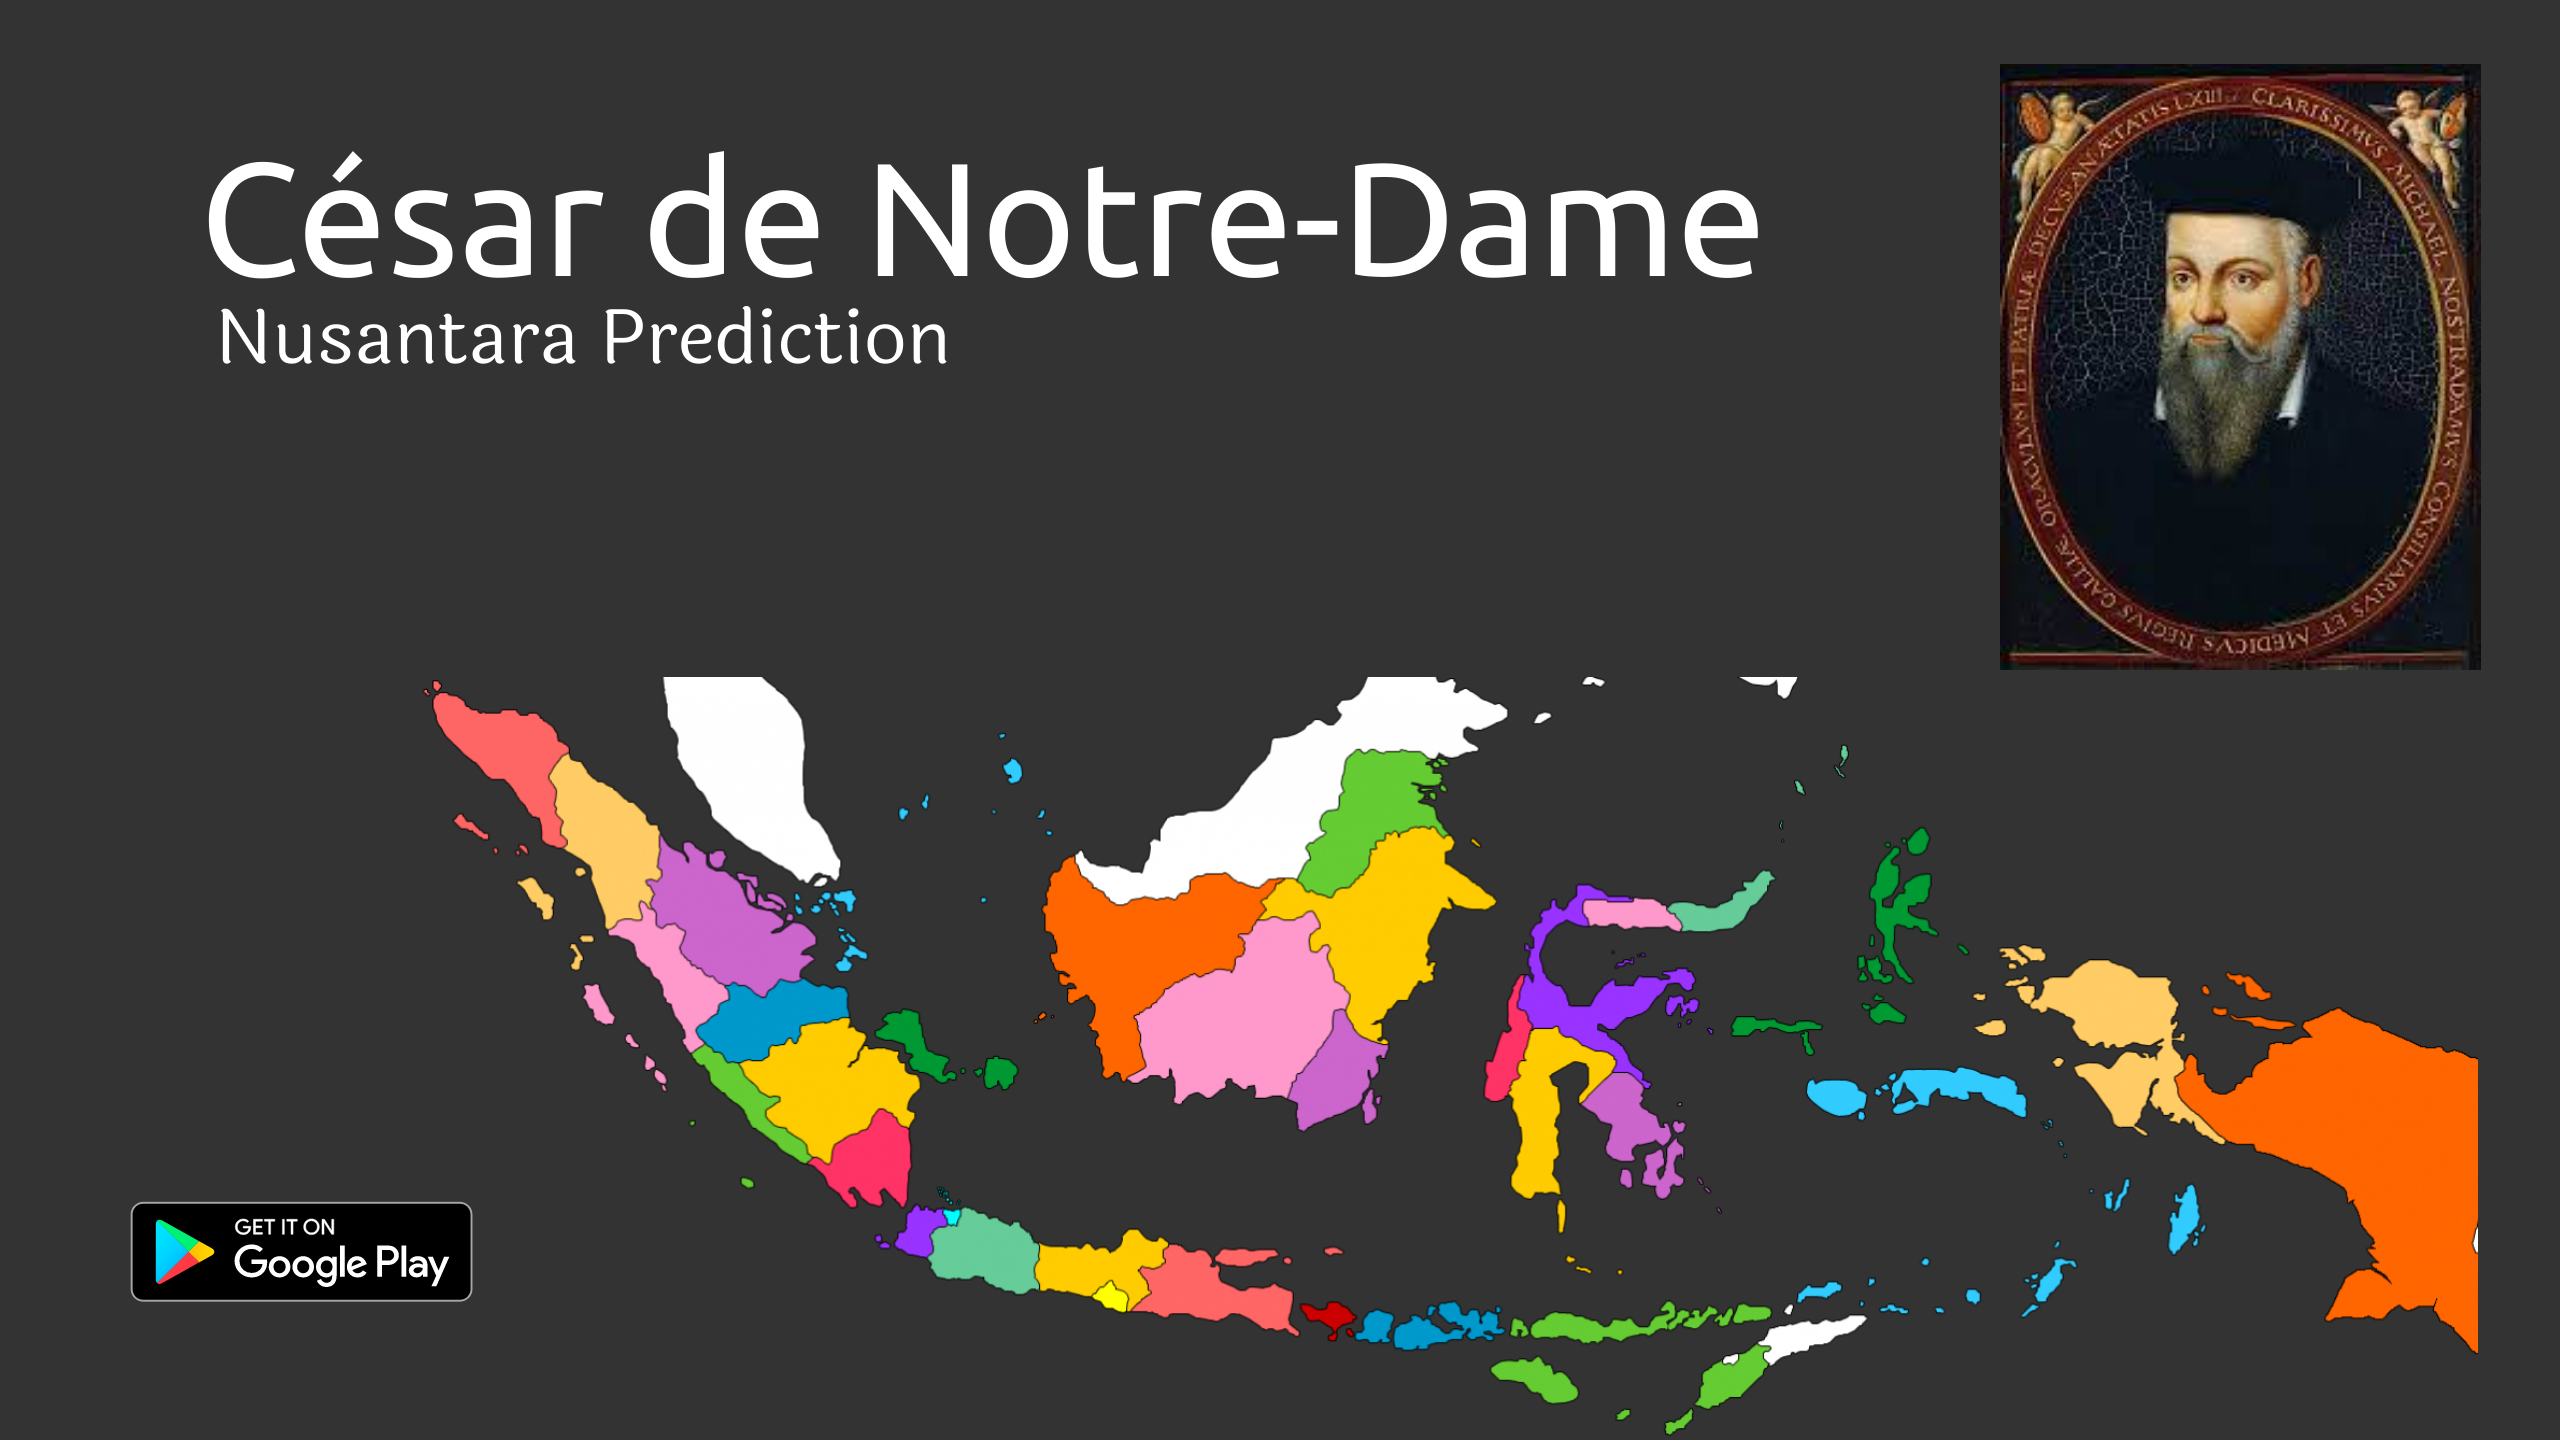 César de Notre-Dame
Nusantara Prediction
CLARISSIMVS MICHAEL NOSTRADAMVS CONSILIARIVS ET MEDICVS REGIVS GALLIÆ ORACVLVM ET PATRIÆ DECVS AN ÆTATIS LXIII
GET IT ON
Google Play